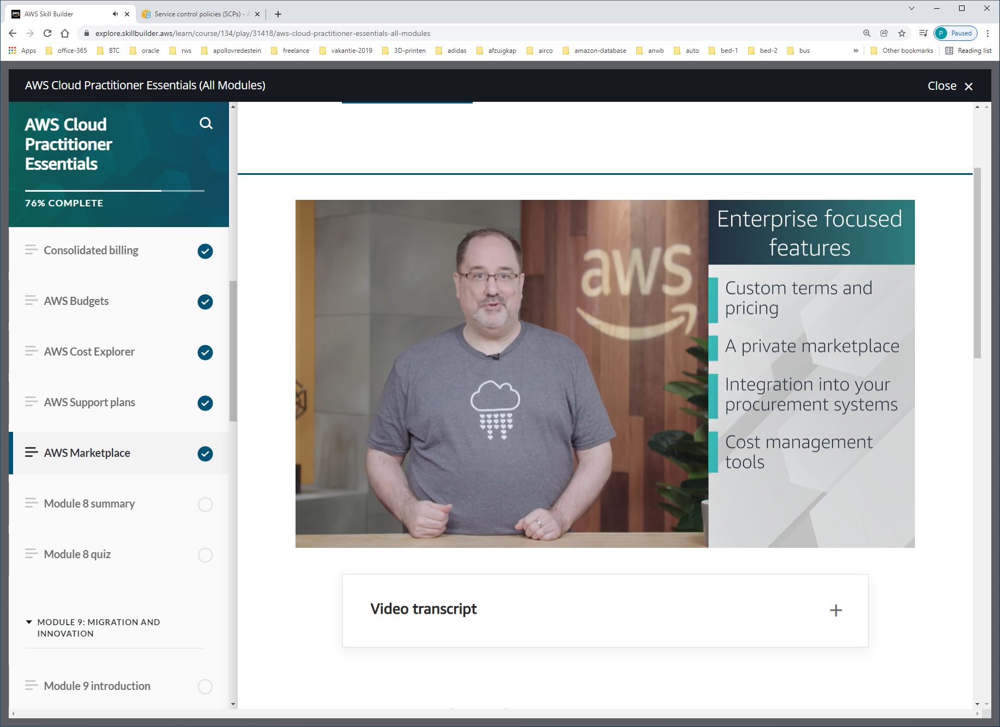 aws AWS Skill Builder
Service control policies (SCPs) - A
explore.skillbuilder.aws/learn/course/134/play/31418/aws-cloud-practitioner-essentials-all-modules
P Paused
Apps office-365 BTC oracle rws apollovredestein freelance vakantie-2019 3D-printen adidas afzuigkap airco amazon-database anwb auto bed-1 bed-2 bus » Other bookmarks Reading list
AWS Cloud Practitioner Essentials (All Modules)
Close
AWS Cloud
Practitioner
Essentials
76% COMPLETE
Consolidated billing
AWS Budgets
AWS Cost Explorer
AWS Support plans
AWS Marketplace
Module 8 summary
Module 8 quiz
MODULE 9: MIGRATION AND
INNOVATION
Module 9 introduction
aws
Enterprise focused
features
Custom terms and
pricing
A private marketplace
Integration into your
procurement systems
Cost management
tools
Video transcript